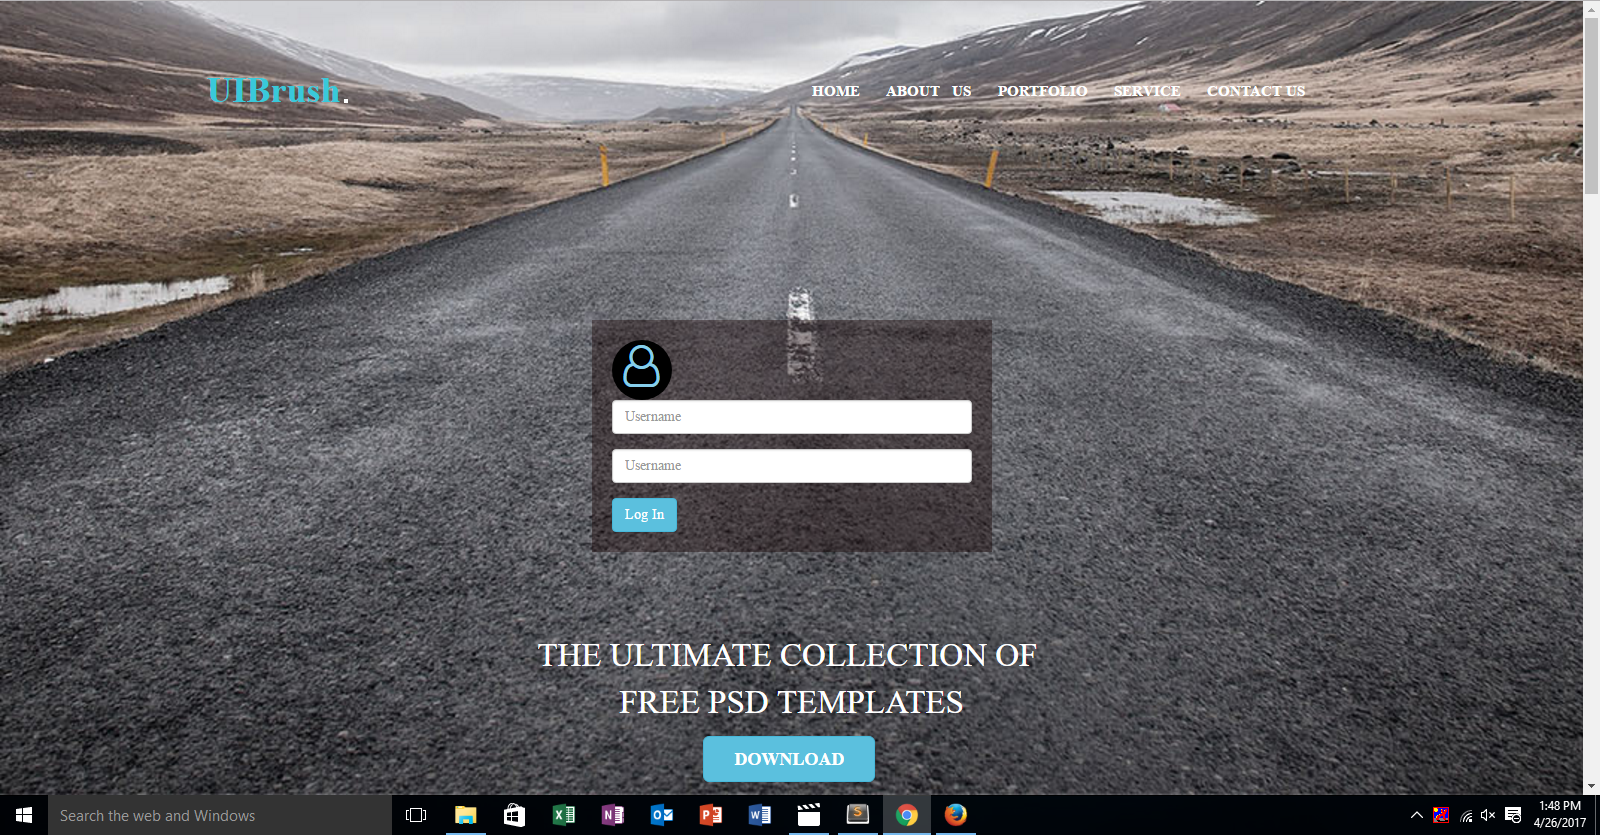 UIBrush.
HOME ABOUT US PORTFOLIO SERVICE CONTACT US
Username
Username
Log In
THE ULTIMATE COLLECTION OF
FREE PSD TEMPLATES
DOWNLOAD
Search the web and Windows
1:48 PM
4/26/2017